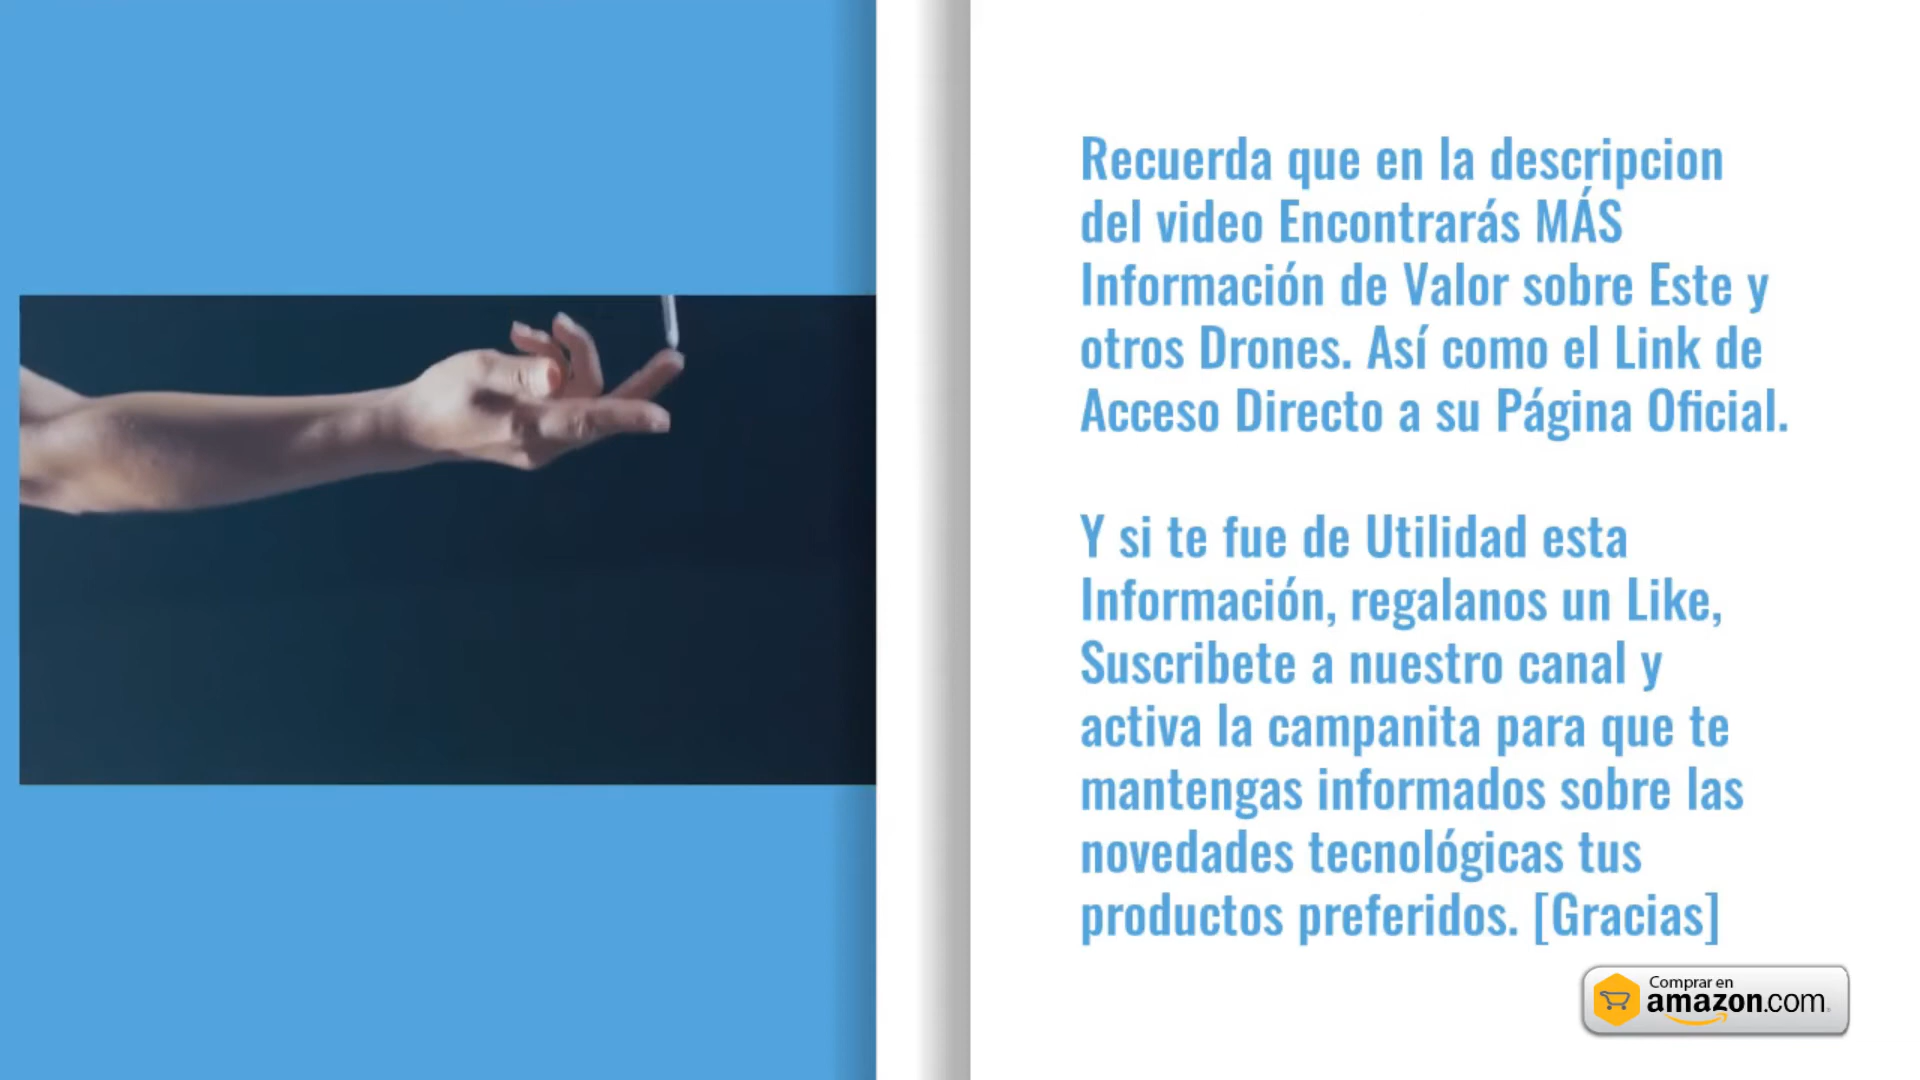 Recuerda que en la descripcion
del video Encontrarás MÁS
Información de Valor sobre Este y
otros Drones. Así como el Link de
Acceso Directo a su Página Oficial.
Y si te fue de Utilidad esta
Información, regalanos un Like,
Suscribete a nuestro canal y
activa la campanita para que te
mantengas informados sobre las
novedades tecnológicas tus
productos preferidos. [Gracias]
Comprar en
amazon.com